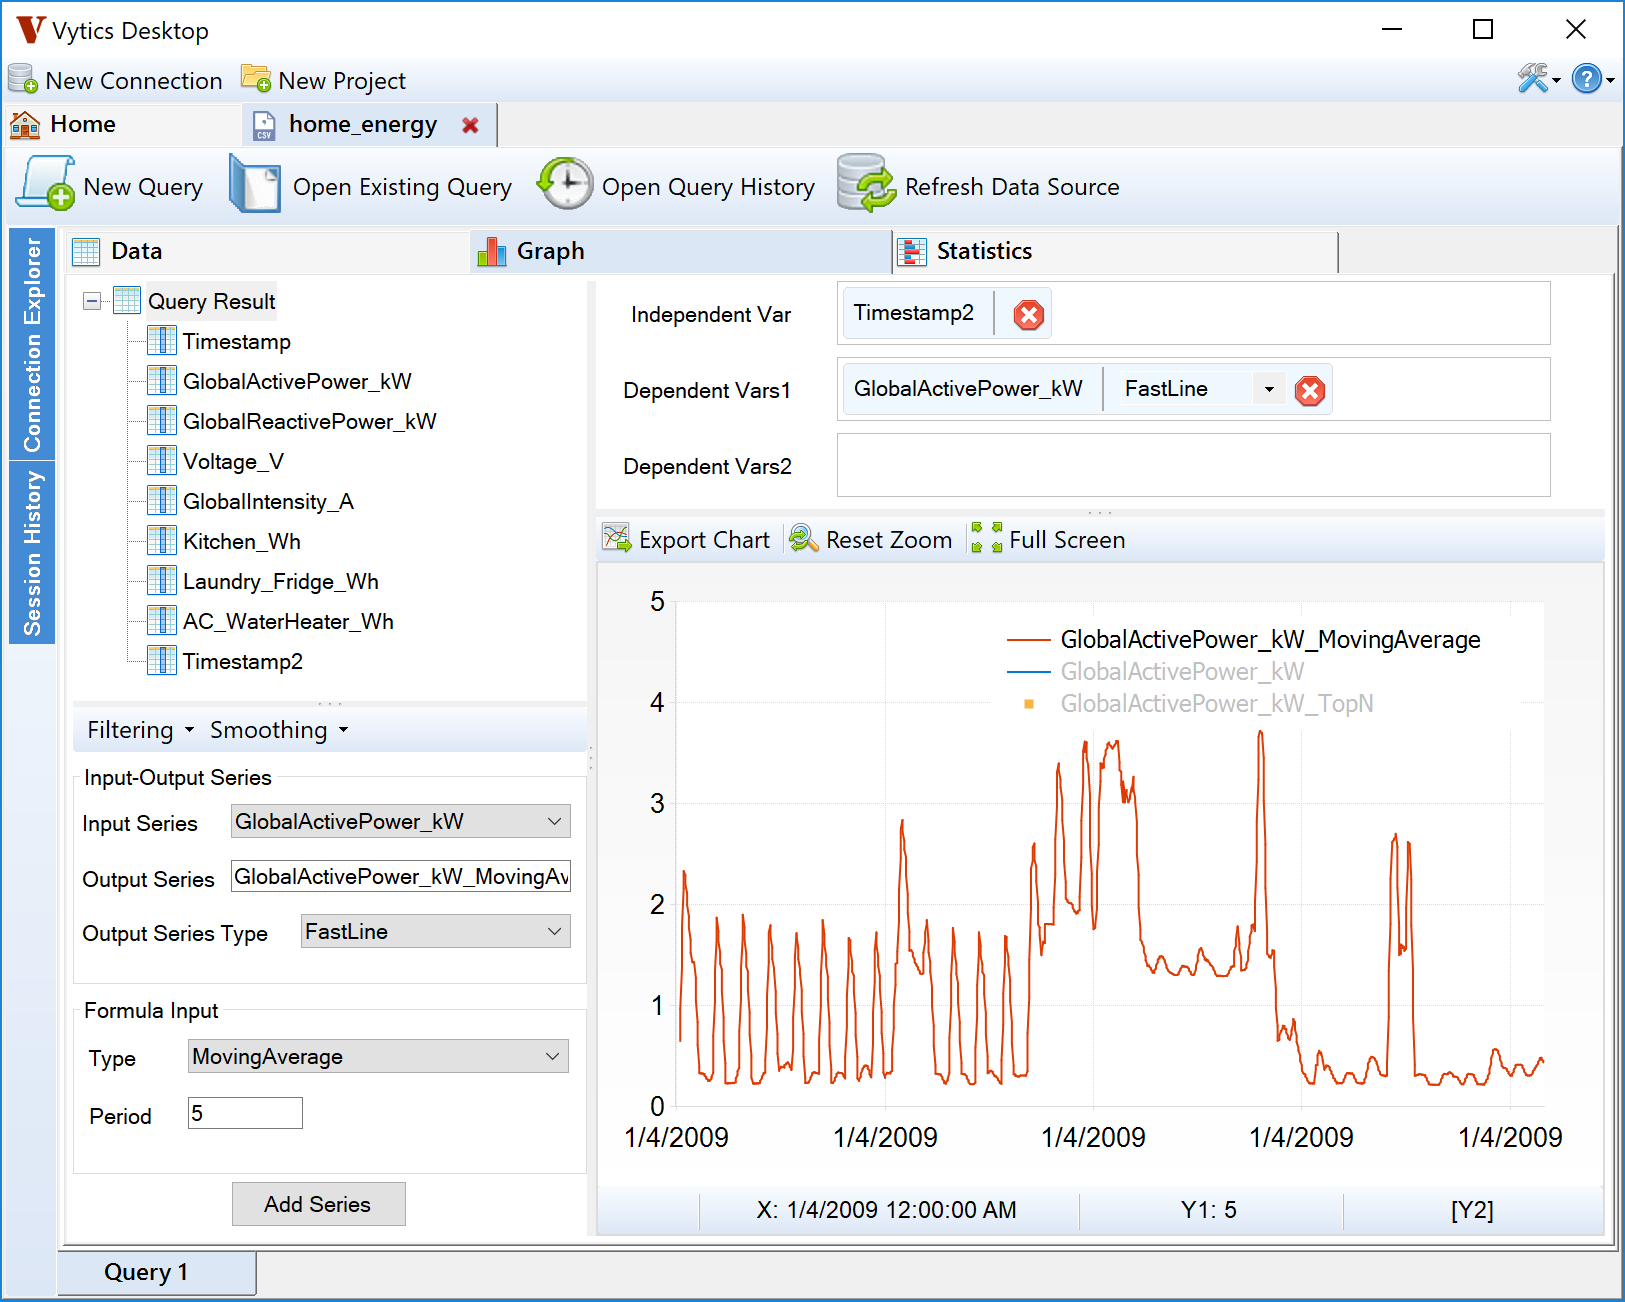 Vytics Desktop
New Connection New Project
Home home_energy
CSV
New Query Open Existing Query Open Query History Refresh Data Source
Connection Explorer
Session History
Data Graph Statistics
Query Result
Timestamp
GlobalActivePower_kW
GlobalReactivePower_kW
Voltage_V
GlobalIntensity_A
Kitchen_Wh
Laundry_Fridge_Wh
AC_WaterHeater_Wh
Timestamp2
Filtering Smoothing
Input-Output Series
Input Series GlobalActivePower_kW
Output Series GlobalActivePower_kW_MovingAv
Output Series Type FastLine
Formula Input
Type MovingAverage
Period 5
Add Series
Independent Var Timestamp2
Dependent Vars1 GlobalActivePower_kW FastLine
Dependent Vars2
Export Chart Reset Zoom Full Screen
GlobalActivePower_kW_MovingAverage
GlobalActivePower_kW
GlobalActivePower_kW_TopN
5
4
3
2
1
0
1/4/2009 1/4/2009 1/4/2009 1/4/2009 1/4/2009
X: 1/4/2009 12:00:00 AM Y1: 5 [Y2]
Query 1